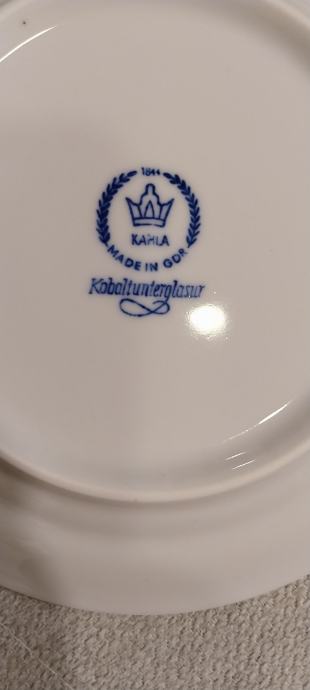 1844
KAHLA
MADE IN GDR
Kobaltunterglasur